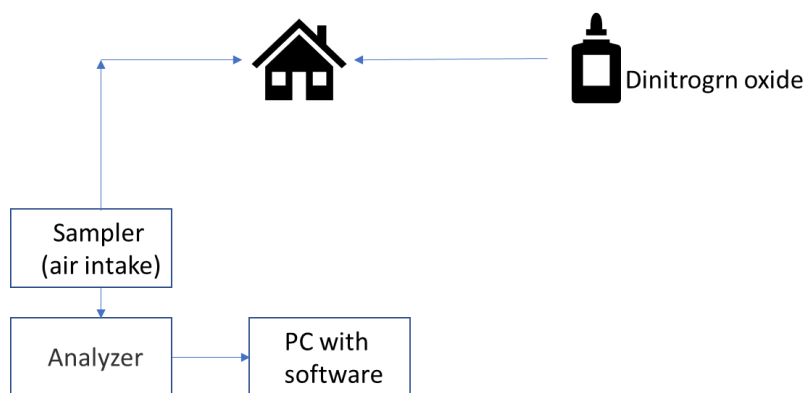 Dinitrogrn oxide
Sampler
(air intake)
Analyzer
PC with
software